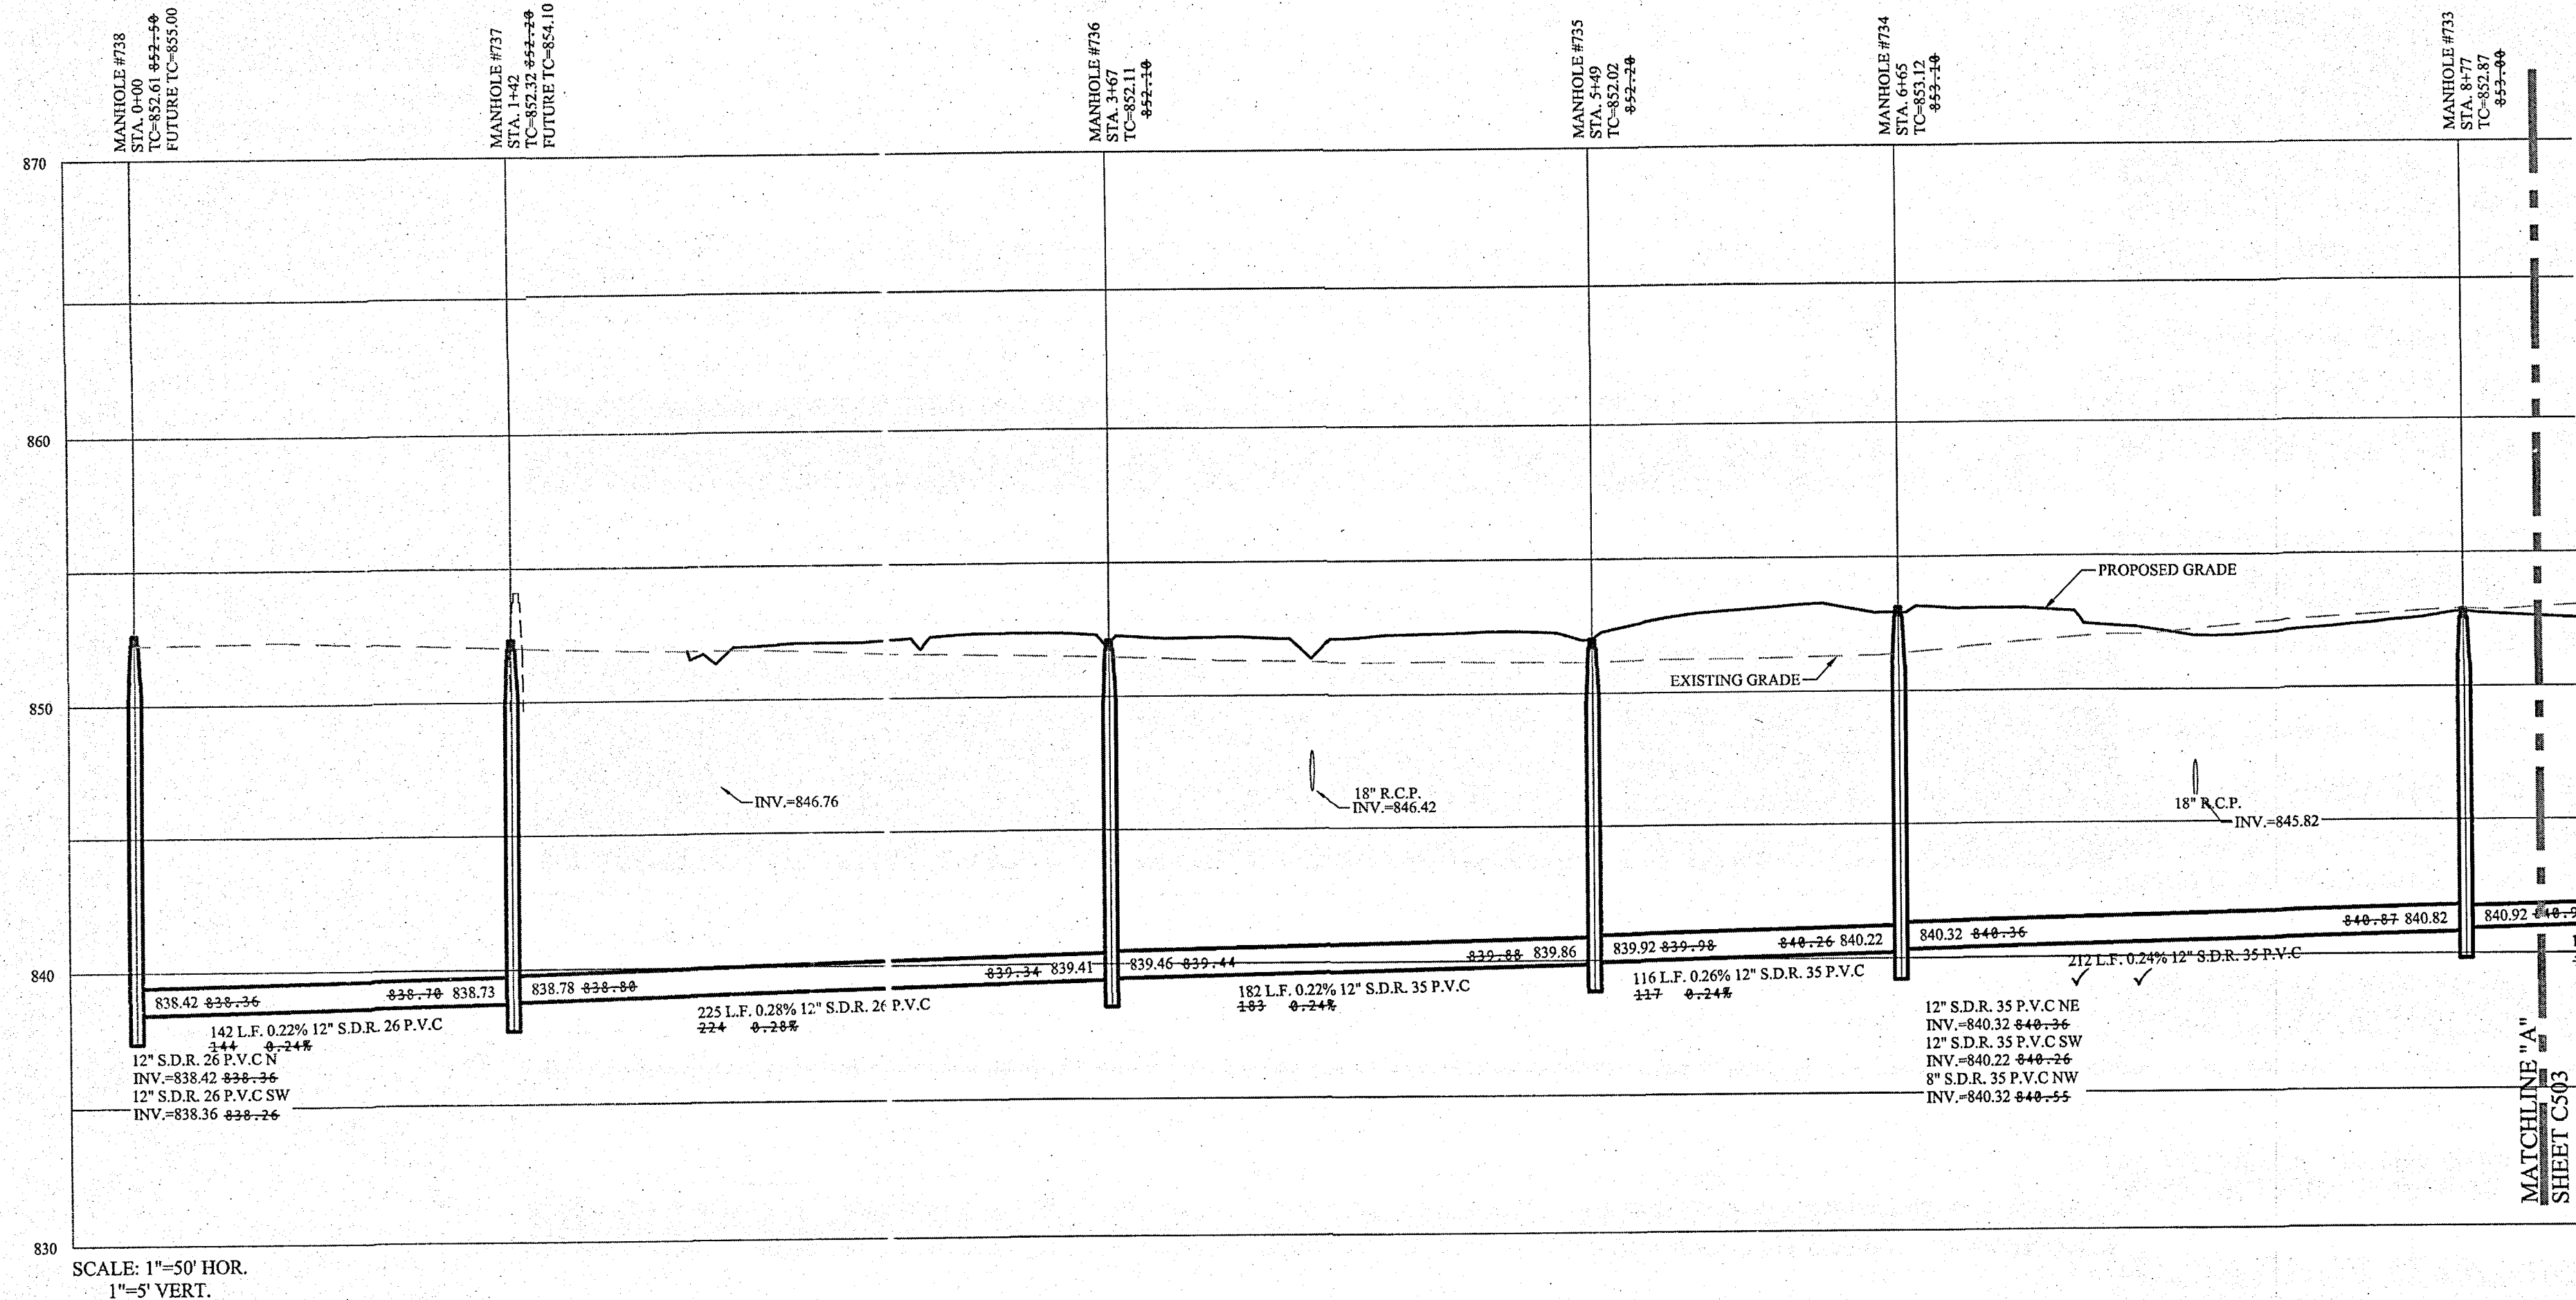 MANHOLE #738
STA. 0+00
TC=852.61 852.50
FUTURE TC=855.00
MANHOLE #737
STA. 1+42
TC=852.32 852.20
FUTURE TC=854.10
MANHOLE #736
STA. 3+67
TC=852.11
852.10
MANHOLE #735
STA. 5+49
TC=852.02
852.20
MANHOLE #734
STA. 6+65
TC=853.12
853.10
MANHOLE #733
STA. 8+77
TC=852.87
853.00
870
860
850
840
830
PROPOSED GRADE
EXISTING GRADE
INV.=846.76
18" R.C.P.
INV.=846.42
18" R.C.P.
INV.=845.82
838.42 838.36
838.70 838.73
838.78 838.80
839.34 839.41
839.46 839.44
839.88 839.86
839.92 839.98
840.26 840.22
840.32 840.36
840.87 840.82
840.92
142 L.F. 0.22% 12" S.D.R. 26 P.V.C
144 0.24%
225 L.F. 0.28% 12" S.D.R. 26 P.V.C
224 0.28%
182 L.F. 0.22% 12" S.D.R. 35 P.V.C
183 0.24%
116 L.F. 0.26% 12" S.D.R. 35 P.V.C
117 0.24%
212 L.F. 0.24% 12" S.D.R. 35 P.V.C
✓ ✓
12" S.D.R. 26 P.V.C N
INV.=838.42 838.36
12" S.D.R. 26 P.V.C SW
INV.=838.36 838.26
12" S.D.R. 35 P.V.C NE
INV.=840.32 840.36
12" S.D.R. 35 P.V.C SW
INV.=840.22 840.26
8" S.D.R. 35 P.V.C NW
INV.=840.32 840.55
MATCHLINE "A"
SHEET C503
SCALE: 1"=50' HOR.
1"=5' VERT.